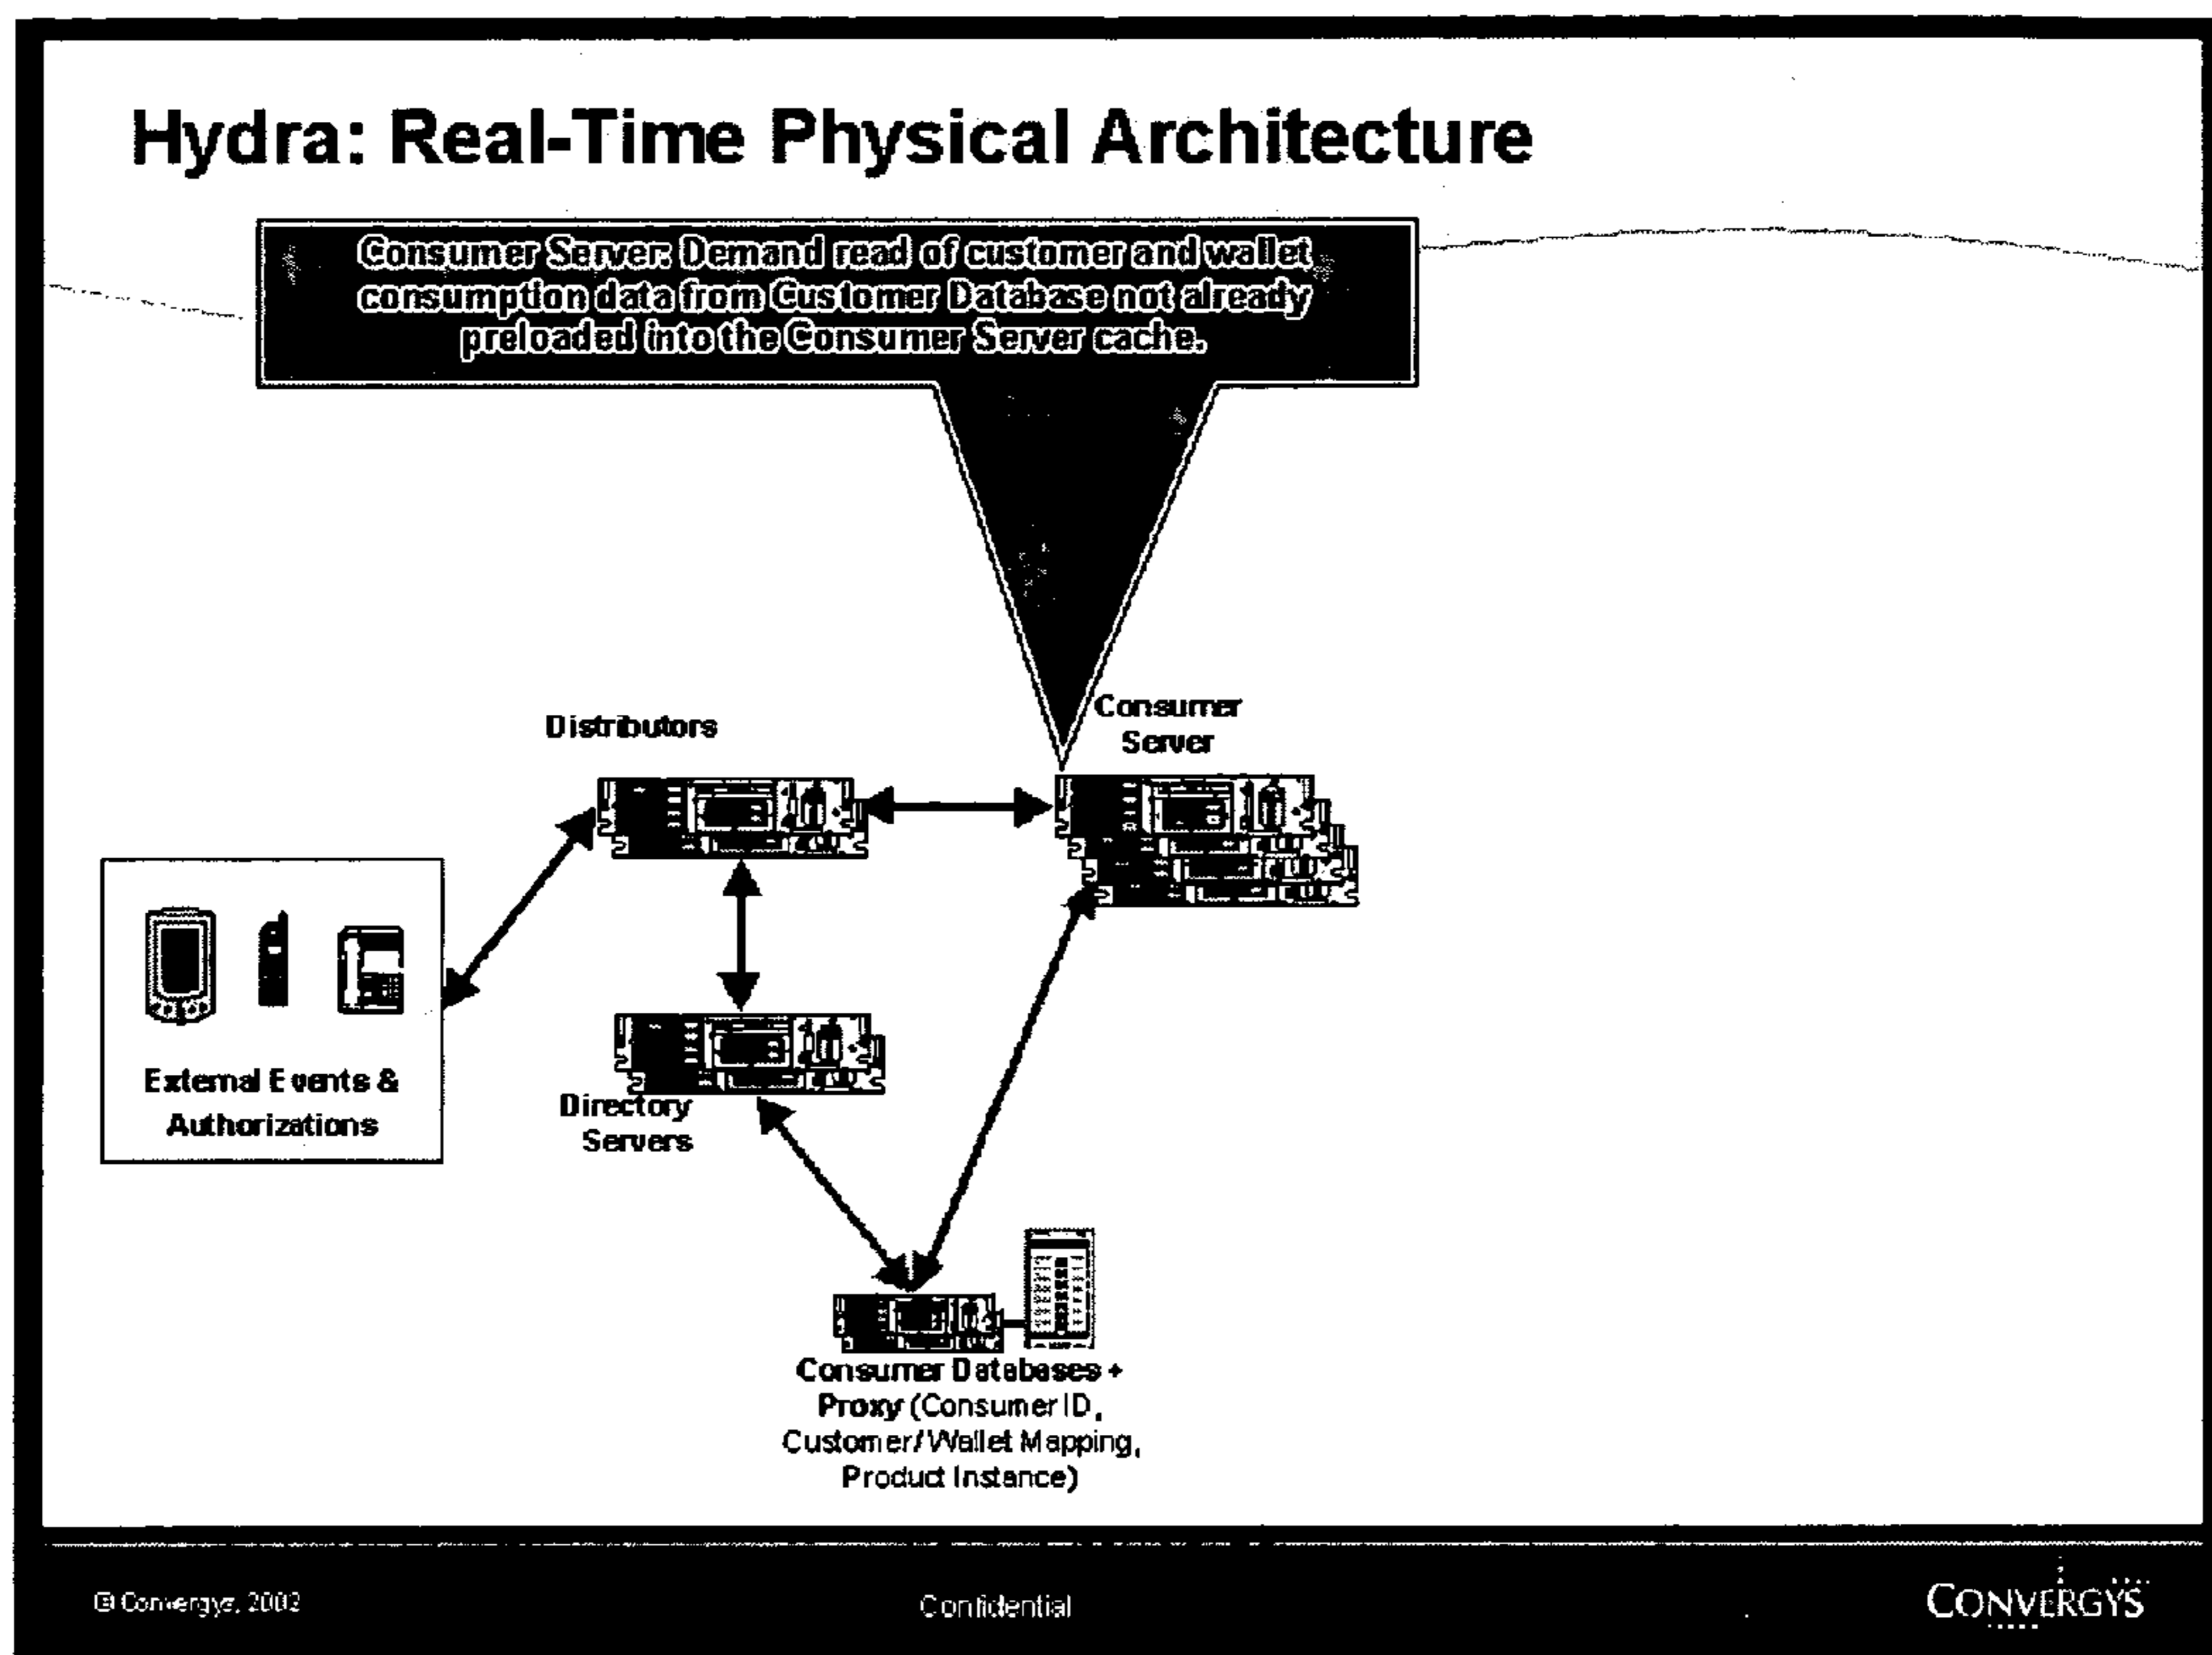 Hydra: Real-Time Physical Architecture
Consumer Server: Demand read of customer and wallet
consumption data from Customer Database not already
preloaded into the Consumer Server cache.
Distributors
Consumer
Server
External Events &
Authorizations
Directory
Servers
Consumer Databases +
Proxy (Consumer ID,
Customer/Wallet Mapping,
Product Instance)
© Convergys, 2002
Confidential
CONVERGYS